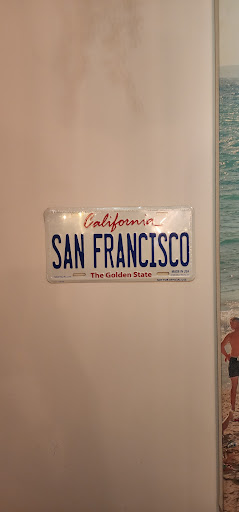 California
SAN FRANCISCO
The Golden State
MADE IN USA